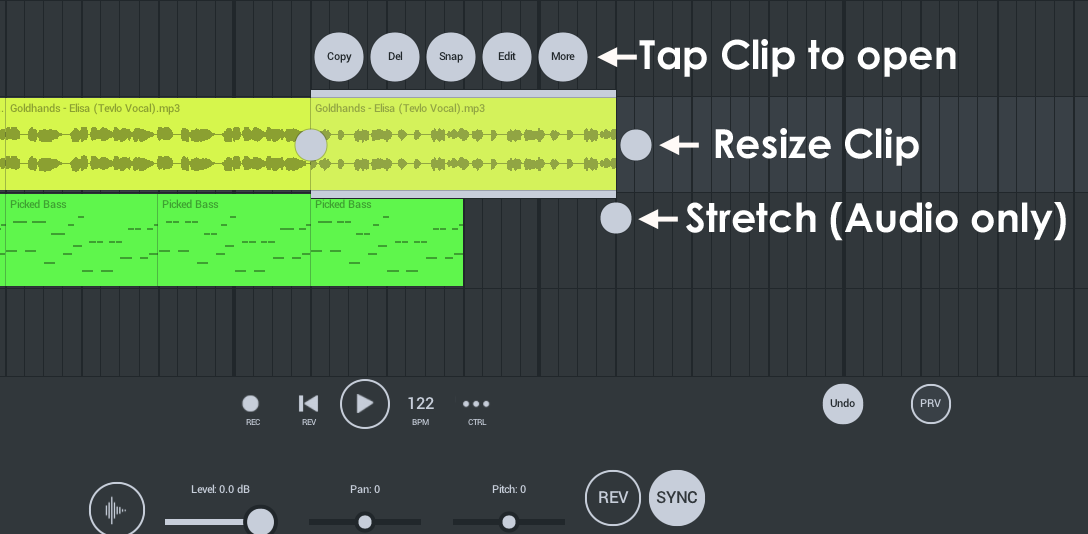 Copy Del Snap Edit More Tap Clip to open
. Goldhands - Elisa (Tevlo Vocal).mp3 Goldhands - Elisa (Tevlo Vocal).mp3
Resize Clip
Picked Bass Picked Bass Picked Bass
Stretch (Audio only)
122 Undo PRV
REC REV BPM CTRL
Level: 0.0 dB Pan: 0 Pitch: 0
REV SYNC